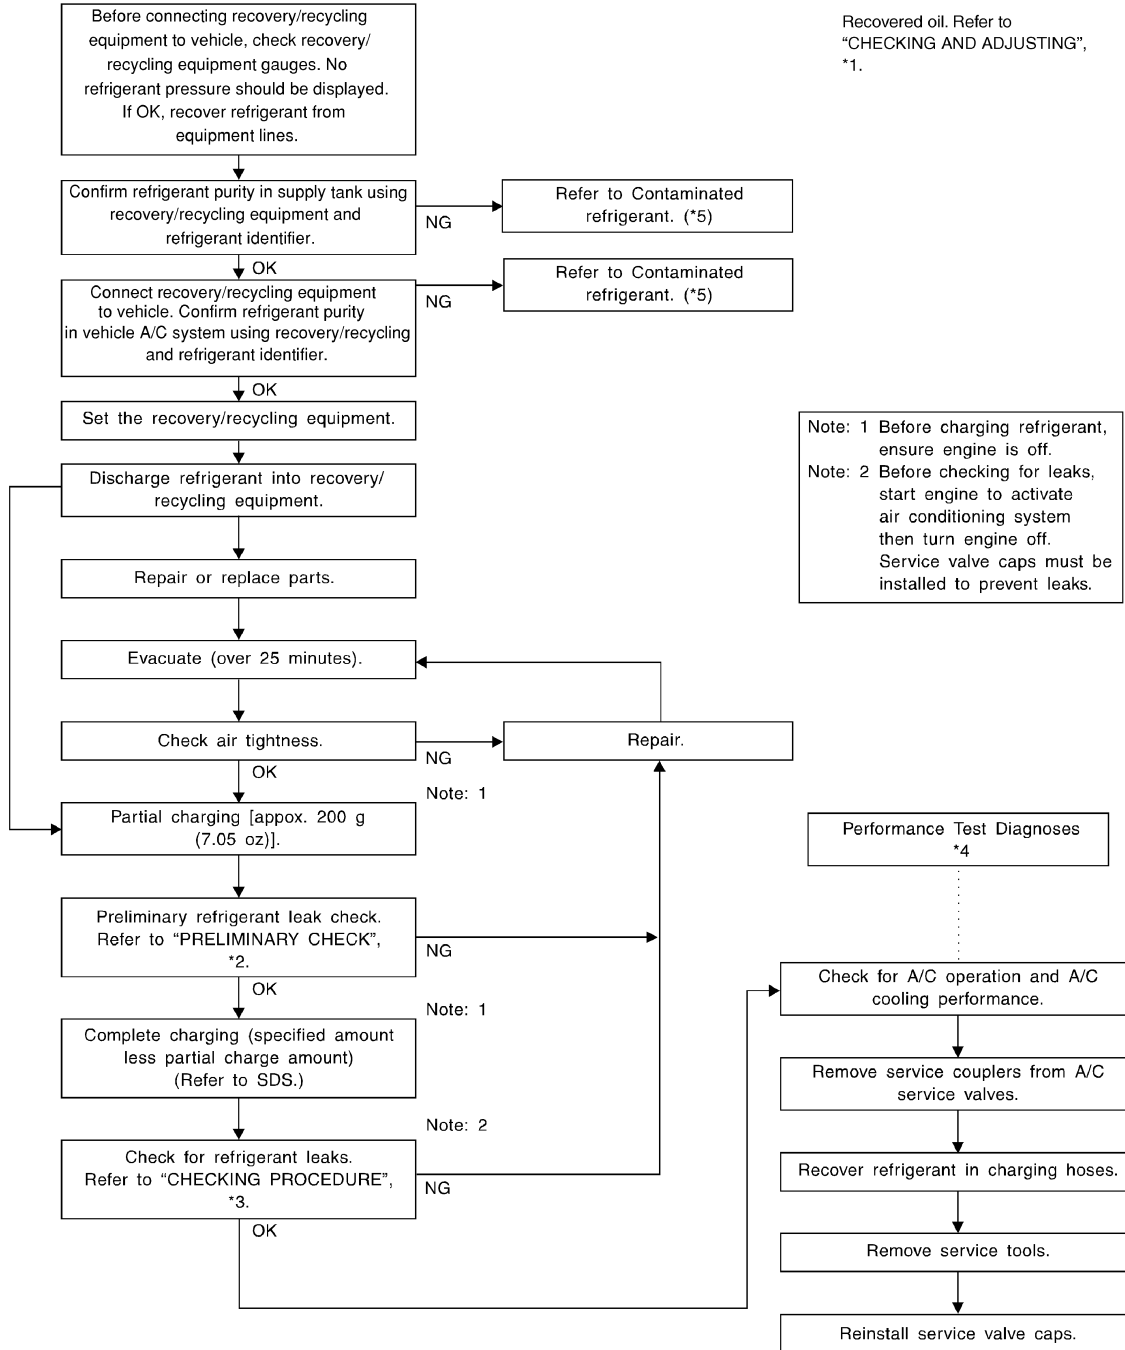 Before connecting recovery/recycling
equipment to vehicle, check recovery/
recycling equipment gauges. No
refrigerant pressure should be displayed.
If OK, recover refrigerant from
equipment lines.
Recovered oil. Refer to
“CHECKING AND ADJUSTING”,
*1.
Confirm refrigerant purity in supply tank using
recovery/recycling equipment and
refrigerant identifier.
NG
Refer to Contaminated
refrigerant. (*5)
OK
Connect recovery/recycling equipment
to vehicle. Confirm refrigerant purity
in vehicle A/C system using recovery/recycling
and refrigerant identifier.
NG
Refer to Contaminated
refrigerant. (*5)
OK
Set the recovery/recycling equipment.
Discharge refrigerant into recovery/
recycling equipment.
Note: 1 Before charging refrigerant,
ensure engine is off.
Note: 2 Before checking for leaks,
start engine to activate
air conditioning system
then turn engine off.
Service valve caps must be
installed to prevent leaks.
Repair or replace parts.
Evacuate (over 25 minutes).
Check air tightness.
NG
Repair.
OK
Note: 1
Partial charging [appox. 200 g
(7.05 oz)].
Preliminary refrigerant leak check.
Refer to “PRELIMINARY CHECK”,
*2.
NG
OK
Note: 1
Complete charging (specified amount
less partial charge amount)
(Refer to SDS.)
Note: 2
Check for refrigerant leaks.
Refer to “CHECKING PROCEDURE”,
*3.
NG
OK
Performance Test Diagnoses
*4
Check for A/C operation and A/C
cooling performance.
Remove service couplers from A/C
service valves.
Recover refrigerant in charging hoses.
Remove service tools.
Reinstall service valve caps.